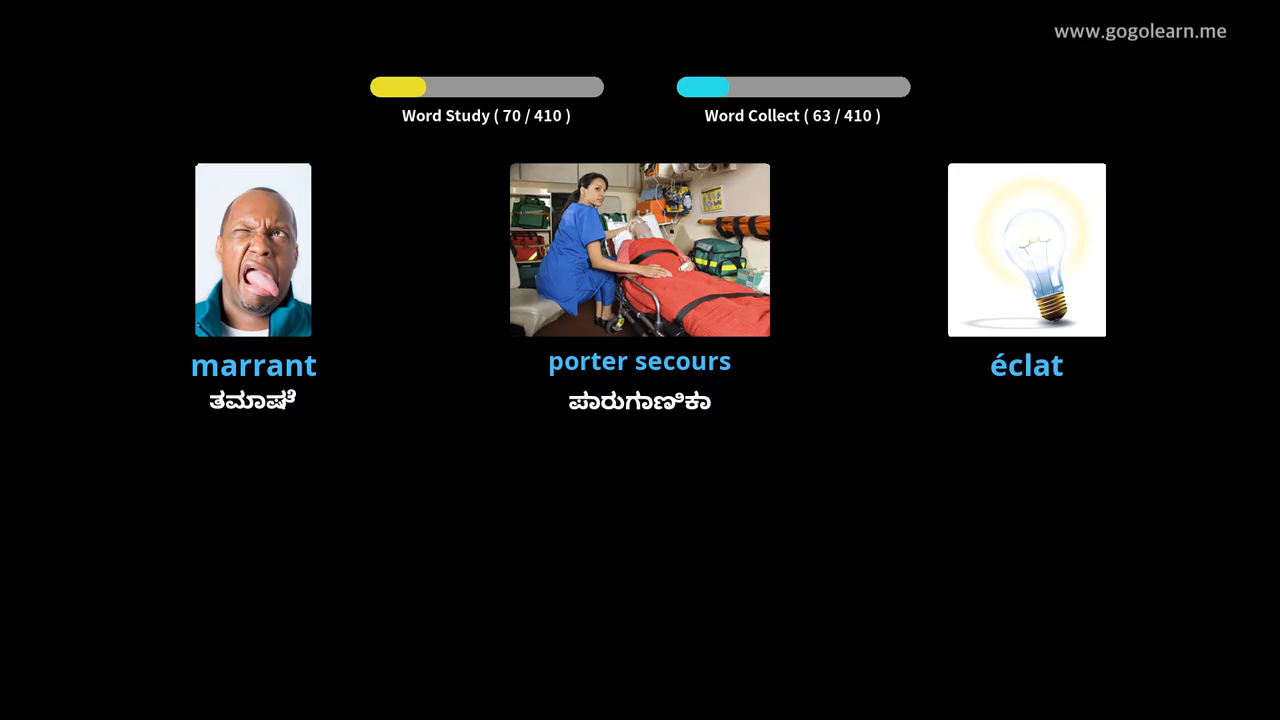 www.gogolearn.me
Word Study ( 70 / 410 )
Word Collect ( 63 / 410 )
marrant
porter secours
éclat
ತಮಾಷೆ
ಪಾರುಗಾಣಿಕಾ